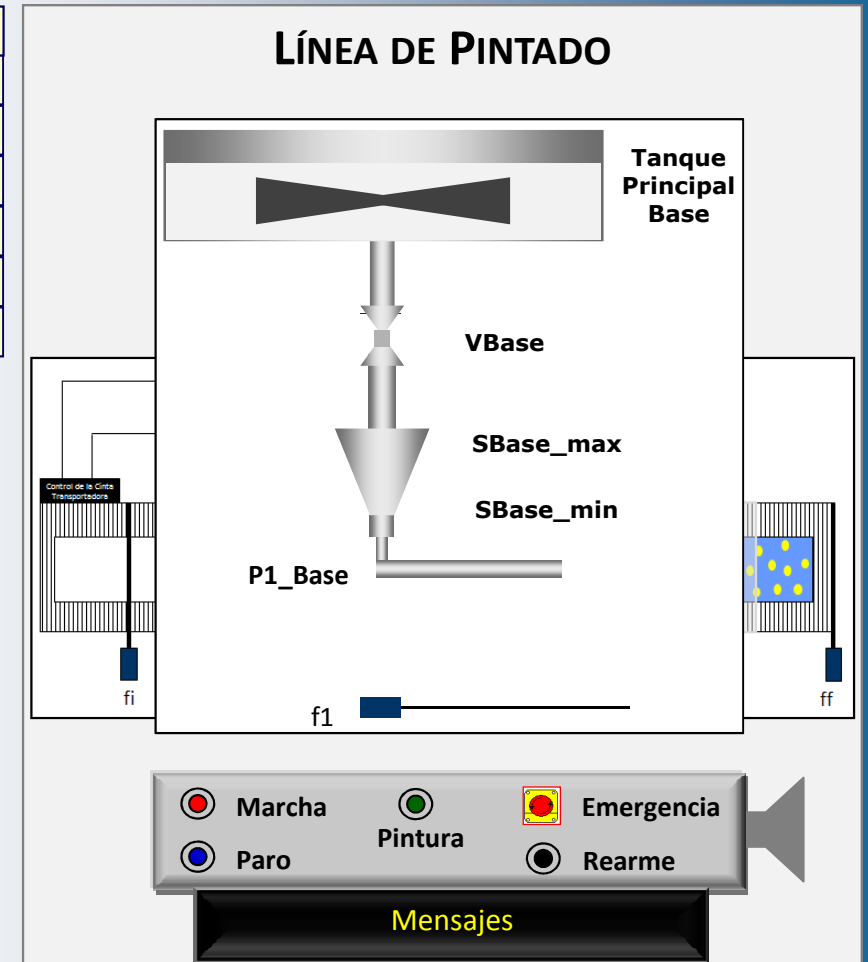 LÍNEA DE PINTADO
Tanque
Principal
Base
VBase
SBase_max
SBase_min
Control de la Cinta
Transportadora
P1_Base
fi
f1
ff
Marcha
Pintura
Emergencia
Paro
Rearme
Mensajes